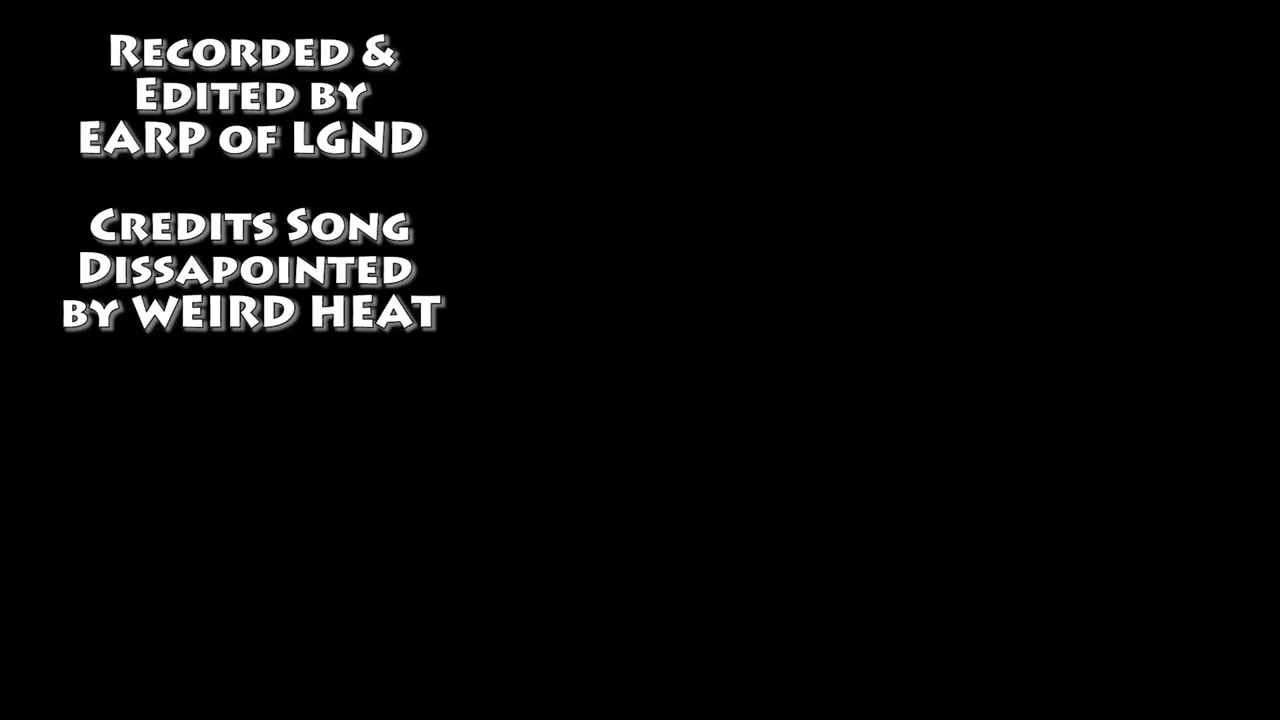 Recorded &
Edited by
EARP of LGND
Credits Song
Dissapointed
by WEIRD HEAT